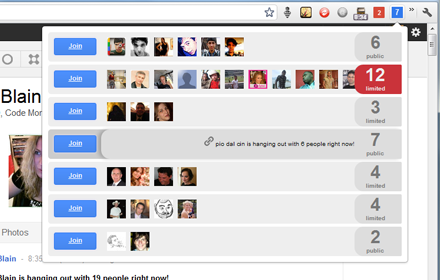 2
7
»
Join
6
public
Join
12
limited
Blain
, Code Mon
Join
3
limited
Join
pio dal cin is hanging out with 6 people right now!
7
public
Join
4
limited
Join
4
limited
Photos
Join
2
public
Blain - 8:35
Blain is hanging out with 19 people right now!